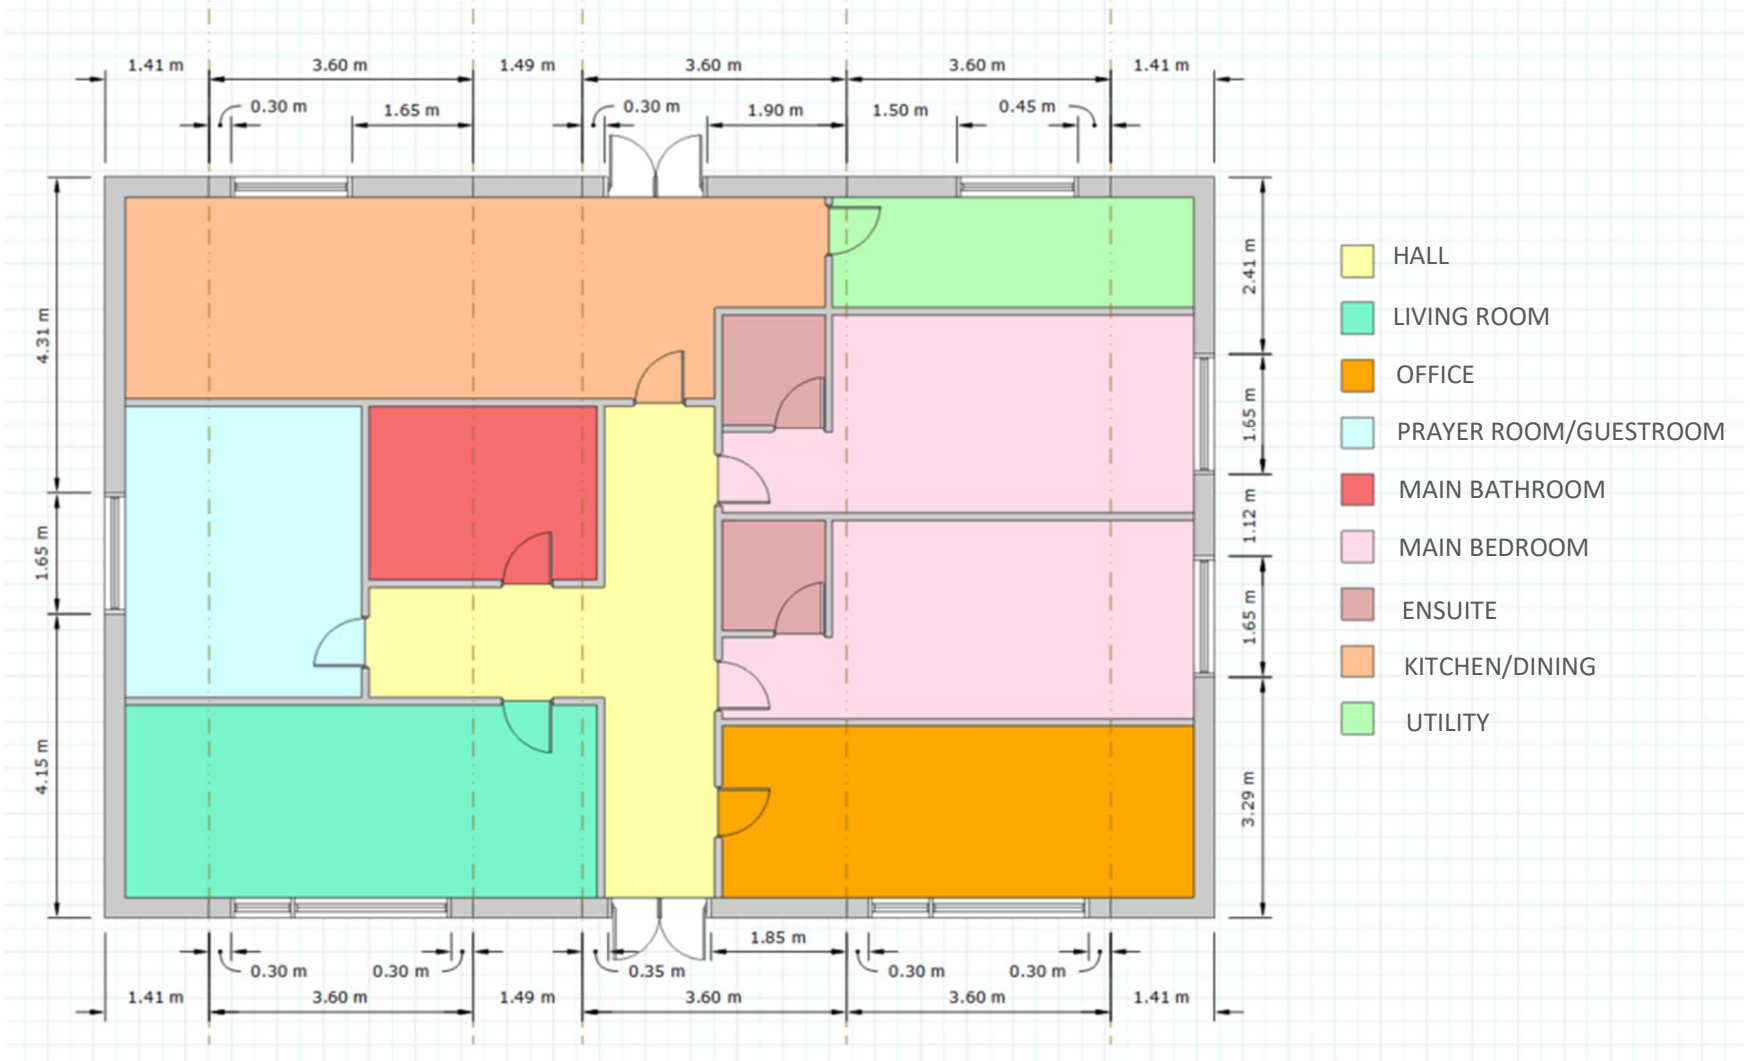 1.41 m 3.60 m 1.49 m 3.60 m 3.60 m 1.41 m
0.30 m 1.65 m 0.30 m 1.90 m 1.50 m 0.45 m
4.31 m
1.65 m
4.15 m
2.41 m
1.65 m
1.12 m
1.65 m
3.29 m
HALL
LIVING ROOM
OFFICE
PRAYER ROOM/GUESTROOM
MAIN BATHROOM
MAIN BEDROOM
ENSUITE
KITCHEN/DINING
UTILITY
1.85 m
0.30 m 0.30 m 0.35 m 0.30 m 0.30 m
1.41 m 3.60 m 1.49 m 3.60 m 3.60 m 1.41 m